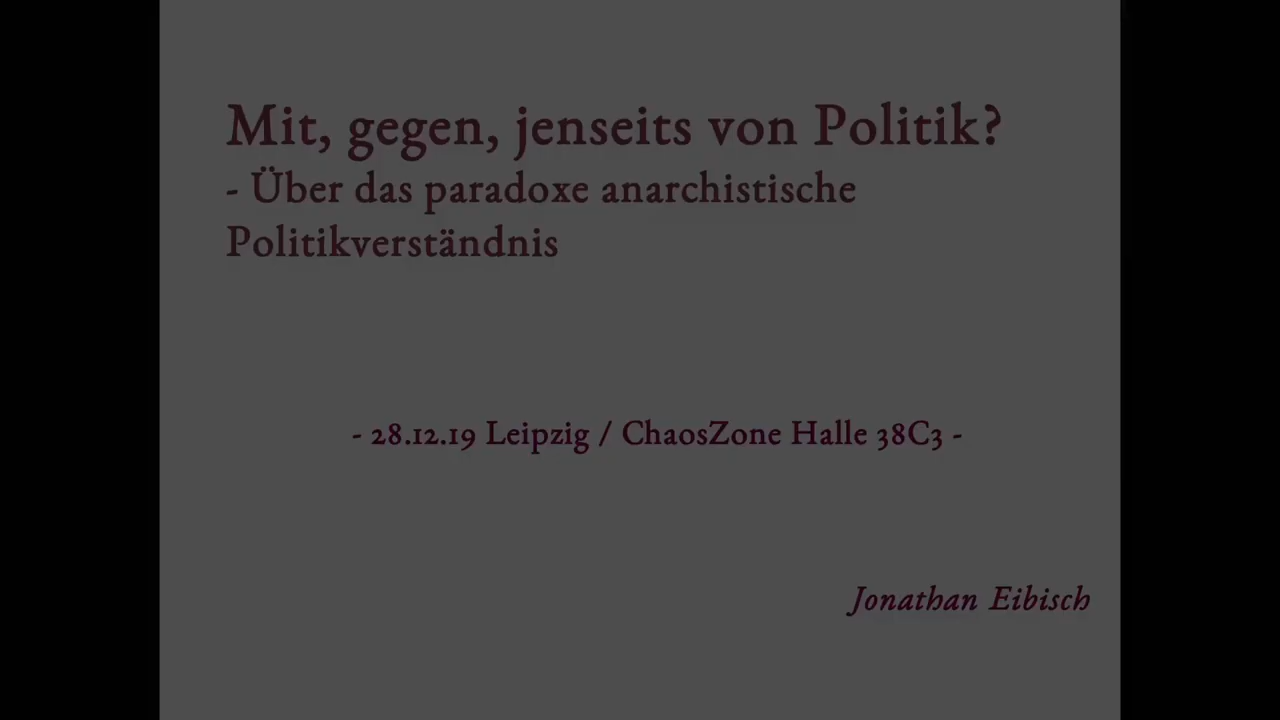 Mit, gegen, jenseits von Politik?
- Über das paradoxe anarchistische
Politikverständnis
- 28.12.19 Leipzig / ChaosZone Halle 38C3 -
Jonathan Eibisch